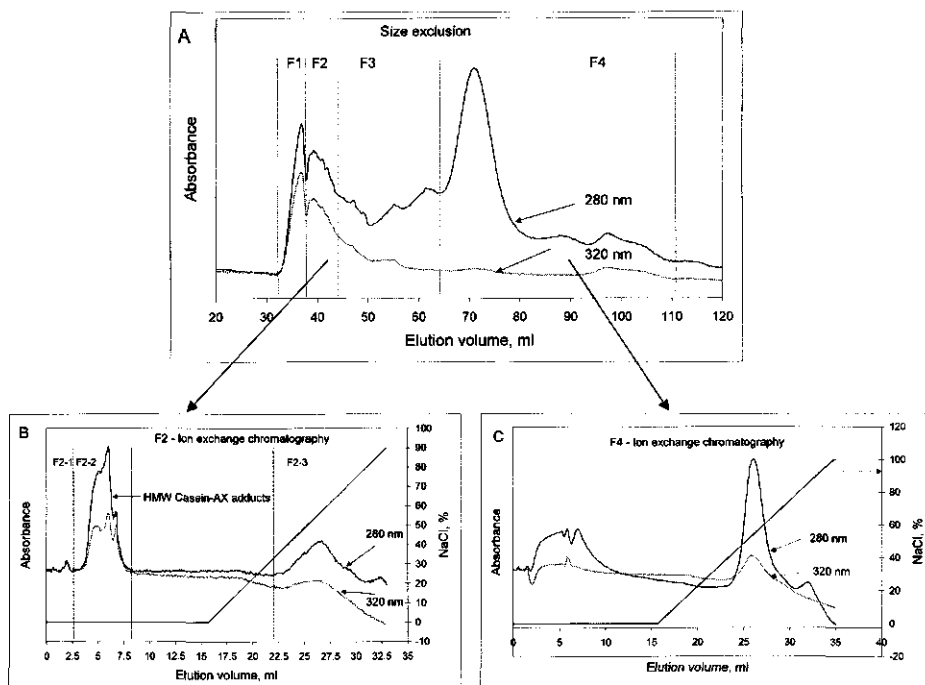 A
Size exclusion
F1 F2 F3 F4
Absorbance
280 nm
320 nm
20 30 40 50 60 70 80 90 100 110 120
Elution volume, ml
B
F2 - Ion exchange chromatography
F2-1 F2-2 F2-3
HMW Casein-AX adducts
280 nm
320 nm
Absorbance
100
90
80
70
60
50
40
30
20
10
0
-10
NaCl, %
0 2.5 5 7.5 10 12.5 15 17.5 20 22.5 25 27.5 30 32.5 35
Elution volume, ml
C
F4 - Ion exchange chromatography
280 nm
320 nm
Absorbance
120
100
80
60
40
20
0
-20
NaCl, %
0 5 10 15 20 25 30 35 40
Elution volume, ml